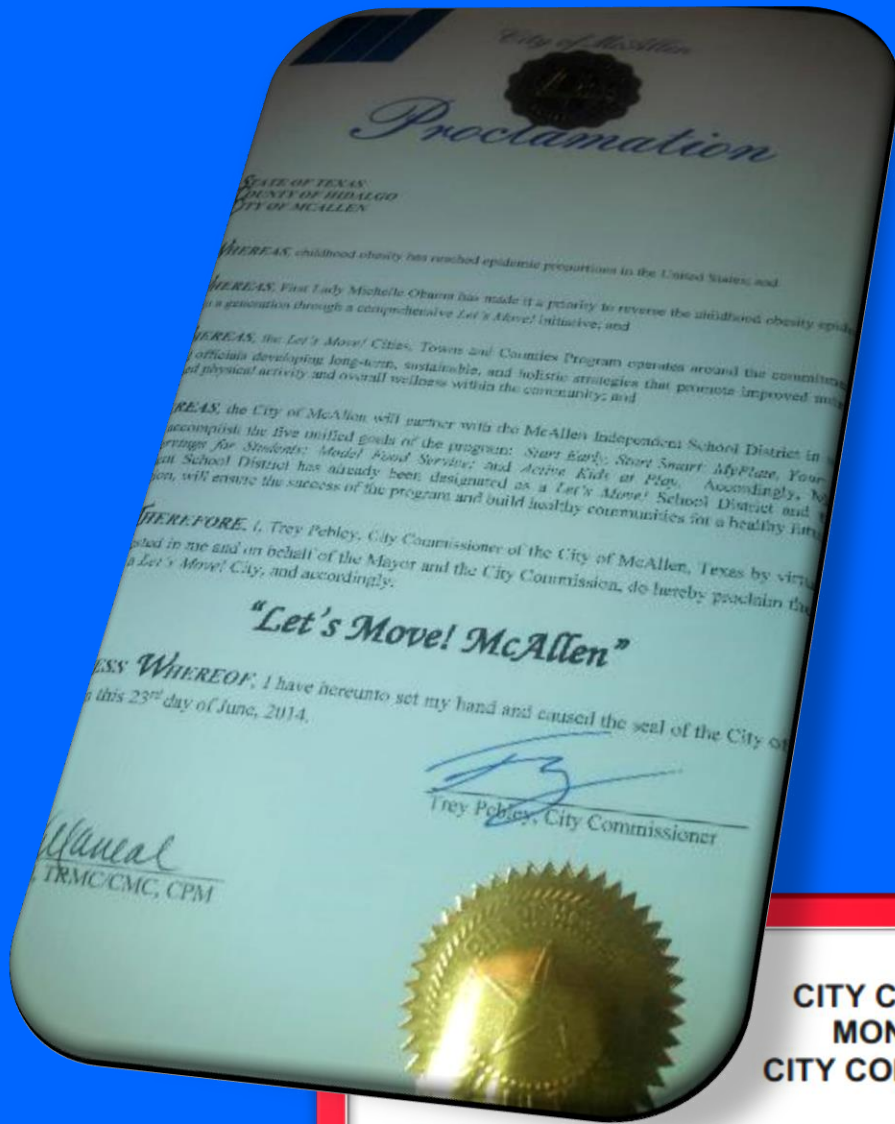 City of McAllen
Proclamation
STATE OF TEXAS
COUNTY OF HIDALGO
CITY OF MCALLEN
WHEREAS, childhood obesity has reached epidemic proportions in the United States; and
WHEREAS, First Lady Michelle Obama has made it a priority to reverse the childhood obesity
a generation through a comprehensive Let's Move! initiative; and
the Let's Move! Cities, Towns and Counties Program operates around the
officials developing long-term, sustainable, and holistic strategies that promote improved
physical activity and overall wellness within the community; and
the City of McAllen will partner with the McAllen Independent School District in
accomplish the five unified goals of the program: Start Early, Start Smart; MyPlate, Your
for Students; Model Food Service; and Active Kids at Play. Accordingly,
School District has already been designated as a Let's Move! School District and
will ensure the success of the program and build healthy communities for a healthy
THEREFORE, I, Trey Pebley, City Commissioner of the City of McAllen, Texas by
in me and on behalf of the Mayor and the City Commission, do hereby proclaim
a Let's Move! City, and accordingly,
"Let's Move! McAllen"
WHEREOF, I have hereunto set my hand and caused the seal of the City of
this 23rd day of June, 2014.
Trey Pebley, City Commissioner
TRMC/CMC, CPM
CITY C
MON
CITY CO